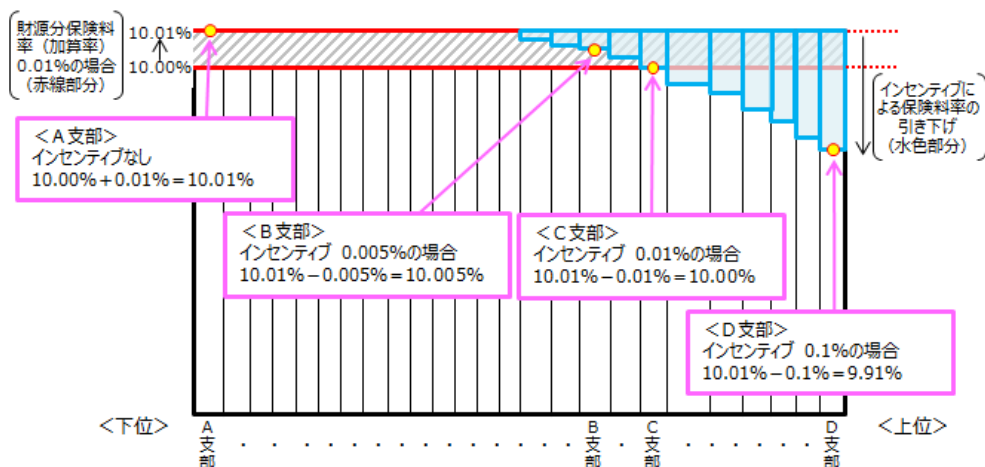 財源分保険料
率（加算率）
0.01%の場合
（赤線部分）
10.01%
10.00%
インセンティブに
よる保険料率の
引き下げ
（水色部分）
＜Ａ支部＞
インセンティブなし
10.00%＋0.01%＝10.01%
＜Ｂ支部＞
インセンティブ 0.005%の場合
10.01%－0.005%＝10.005%
＜Ｃ支部＞
インセンティブ 0.01%の場合
10.01%－0.01%＝10.00%
＜Ｄ支部＞
インセンティブ 0.1%の場合
10.01%－0.1%＝9.91%
＜下位＞
A支部
B支部
C支部
D支部
＜上位＞